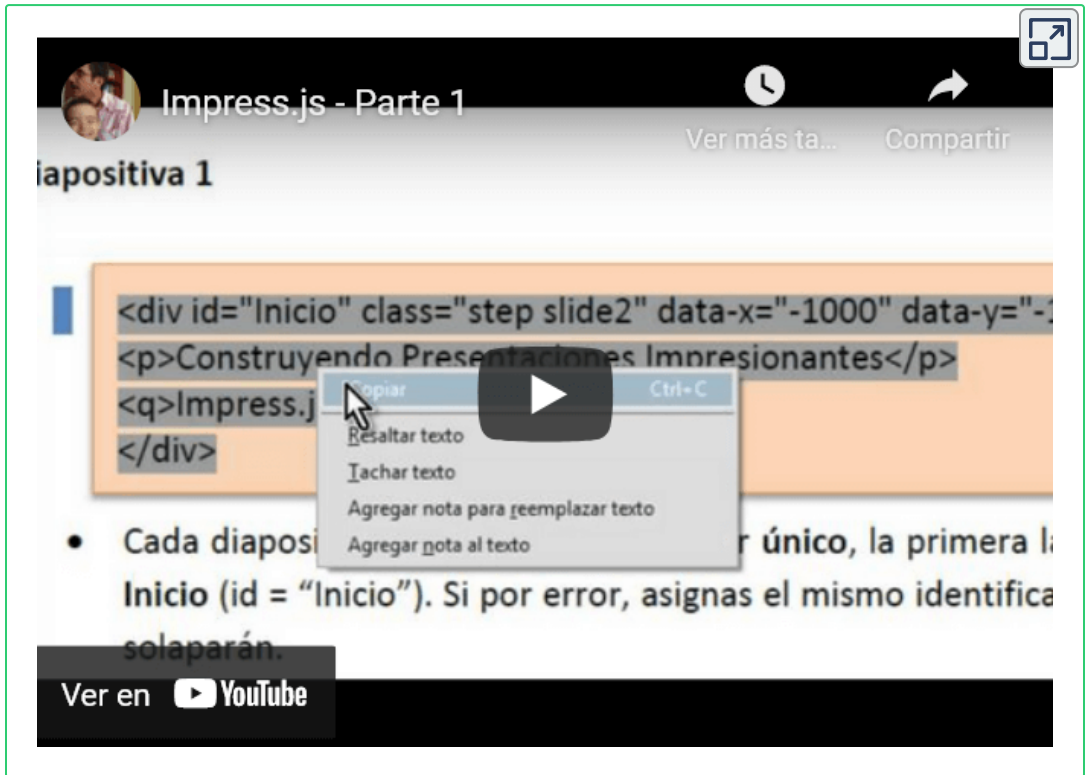 Impress.js - Parte 1
Ver más ta...
Compartir
iapositiva 1
<div id="Inicio" class="step slide2" data-x="-1000" data-y="-1
<p>Construyendo Presentaciones Impresionantes</p>
<q>Impress.j
</div>
Copiar Ctrl+C
Resaltar texto
Tachar texto
Agregar nota para reemplazar texto
Agregar nota al texto
• Cada diaposi r único, la primera la
Inicio (id = “Inicio”). Si por error, asignas el mismo identifica
solaparán.
Ver en YouTube